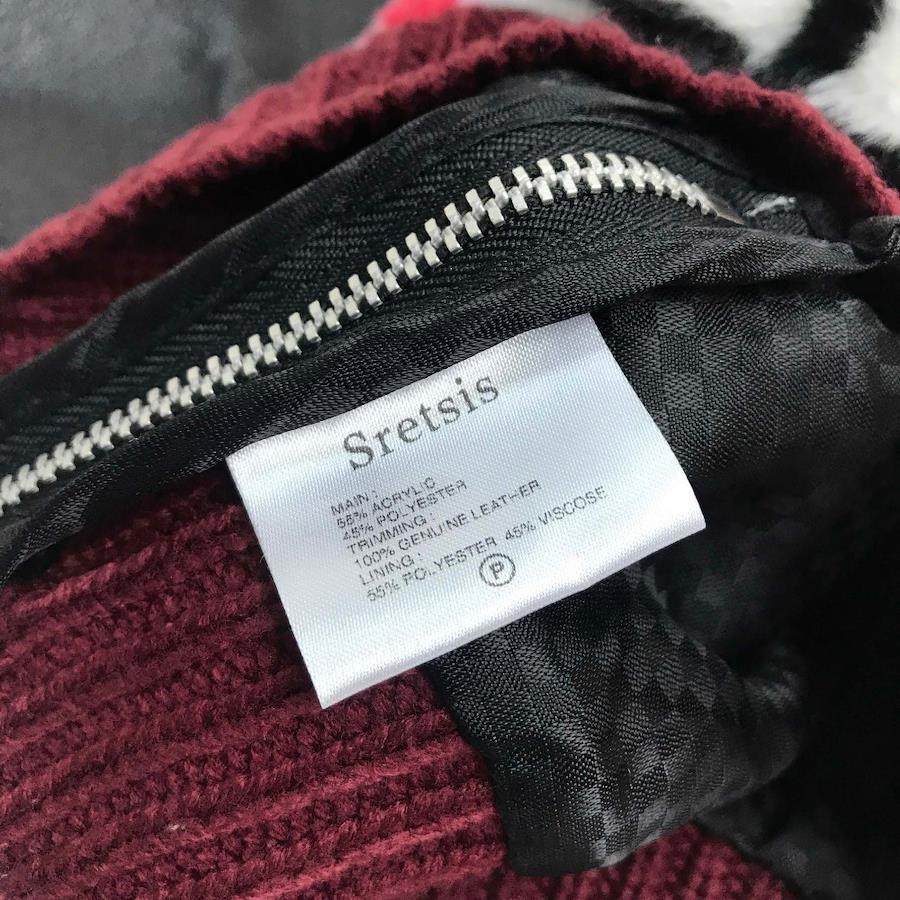 Sretsis
MAIN :
55% ACRYLIC
45% POLYESTER
TRIMMING :
100% GENUINE LEATHER
LINING :
55% POLYESTER 45% VISCOSE
P